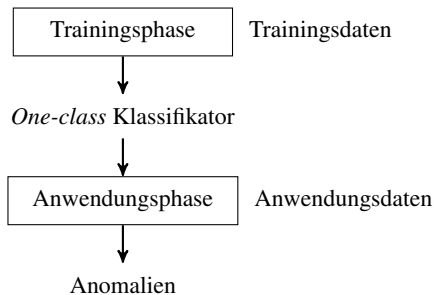 Trainingsphase Trainingsdaten
One-class Klassifikator
Anwendungsphase Anwendungsdaten
Anomalien